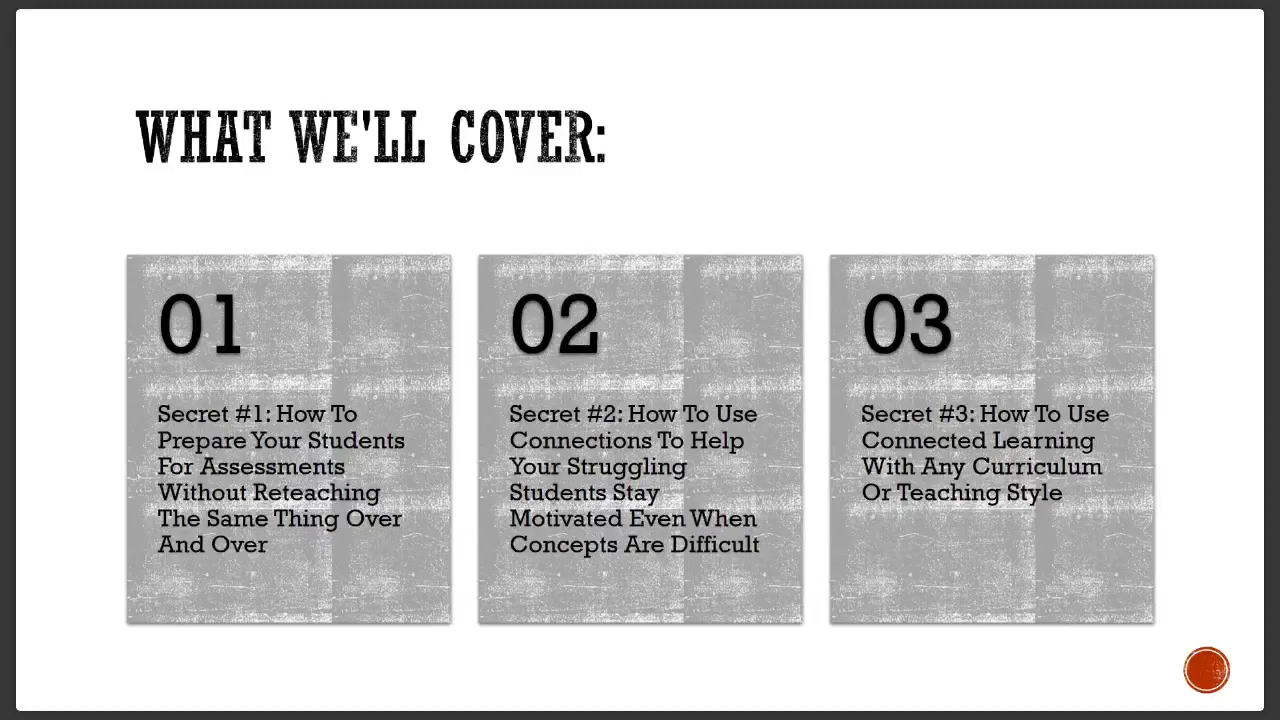 WHAT WE'LL COVER:
01
Secret #1: How To
Prepare Your Students
For Assessments
Without Reteaching
The Same Thing Over
And Over
02
Secret #2: How To Use
Connections To Help
Your Struggling
Students Stay
Motivated Even When
Concepts Are Difficult
03
Secret #3: How To Use
Connected Learning
With Any Curriculum
Or Teaching Style